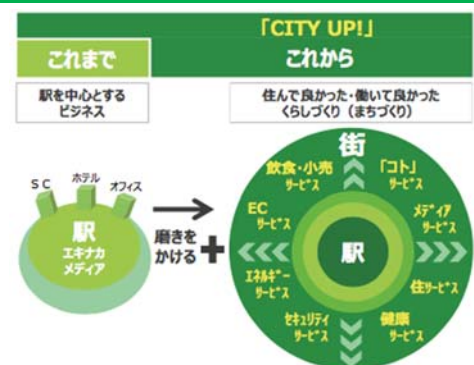 「CITY UP!」
これまで
これから
駅を中心とする
ビジネス
住んで良かった・働いて良かった
くらしづくり（まちづくり）
SC
ホテル
オフィス
駅
エキナカ
メディア
磨きを
かける
街
飲食・小売
サービス
「コト」
サービス
EC
サービス
メディア
サービス
駅
エネルギー
サービス
住サービス
セキュリティ
サービス
健康
サービス